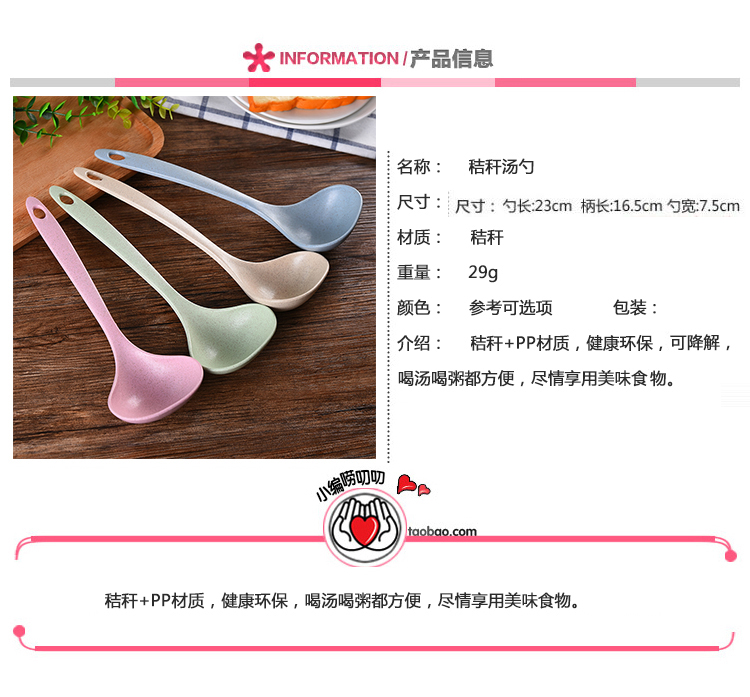 INFORMATION / 产品信息
名称： 秸秆汤勺
尺寸： 尺寸：勺长:23cm 柄长:16.5cm 勺宽:7.5cm
材质： 秸秆
重量： 29g
颜色： 参考可选项 包装：
介绍： 秸秆+PP材质，健康环保，可降解，
喝汤喝粥都方便，尽情享用美味食物。
小编唠叨叨
taobao.com
秸秆+PP材质，健康环保，喝汤喝粥都方便，尽情享用美味食物。